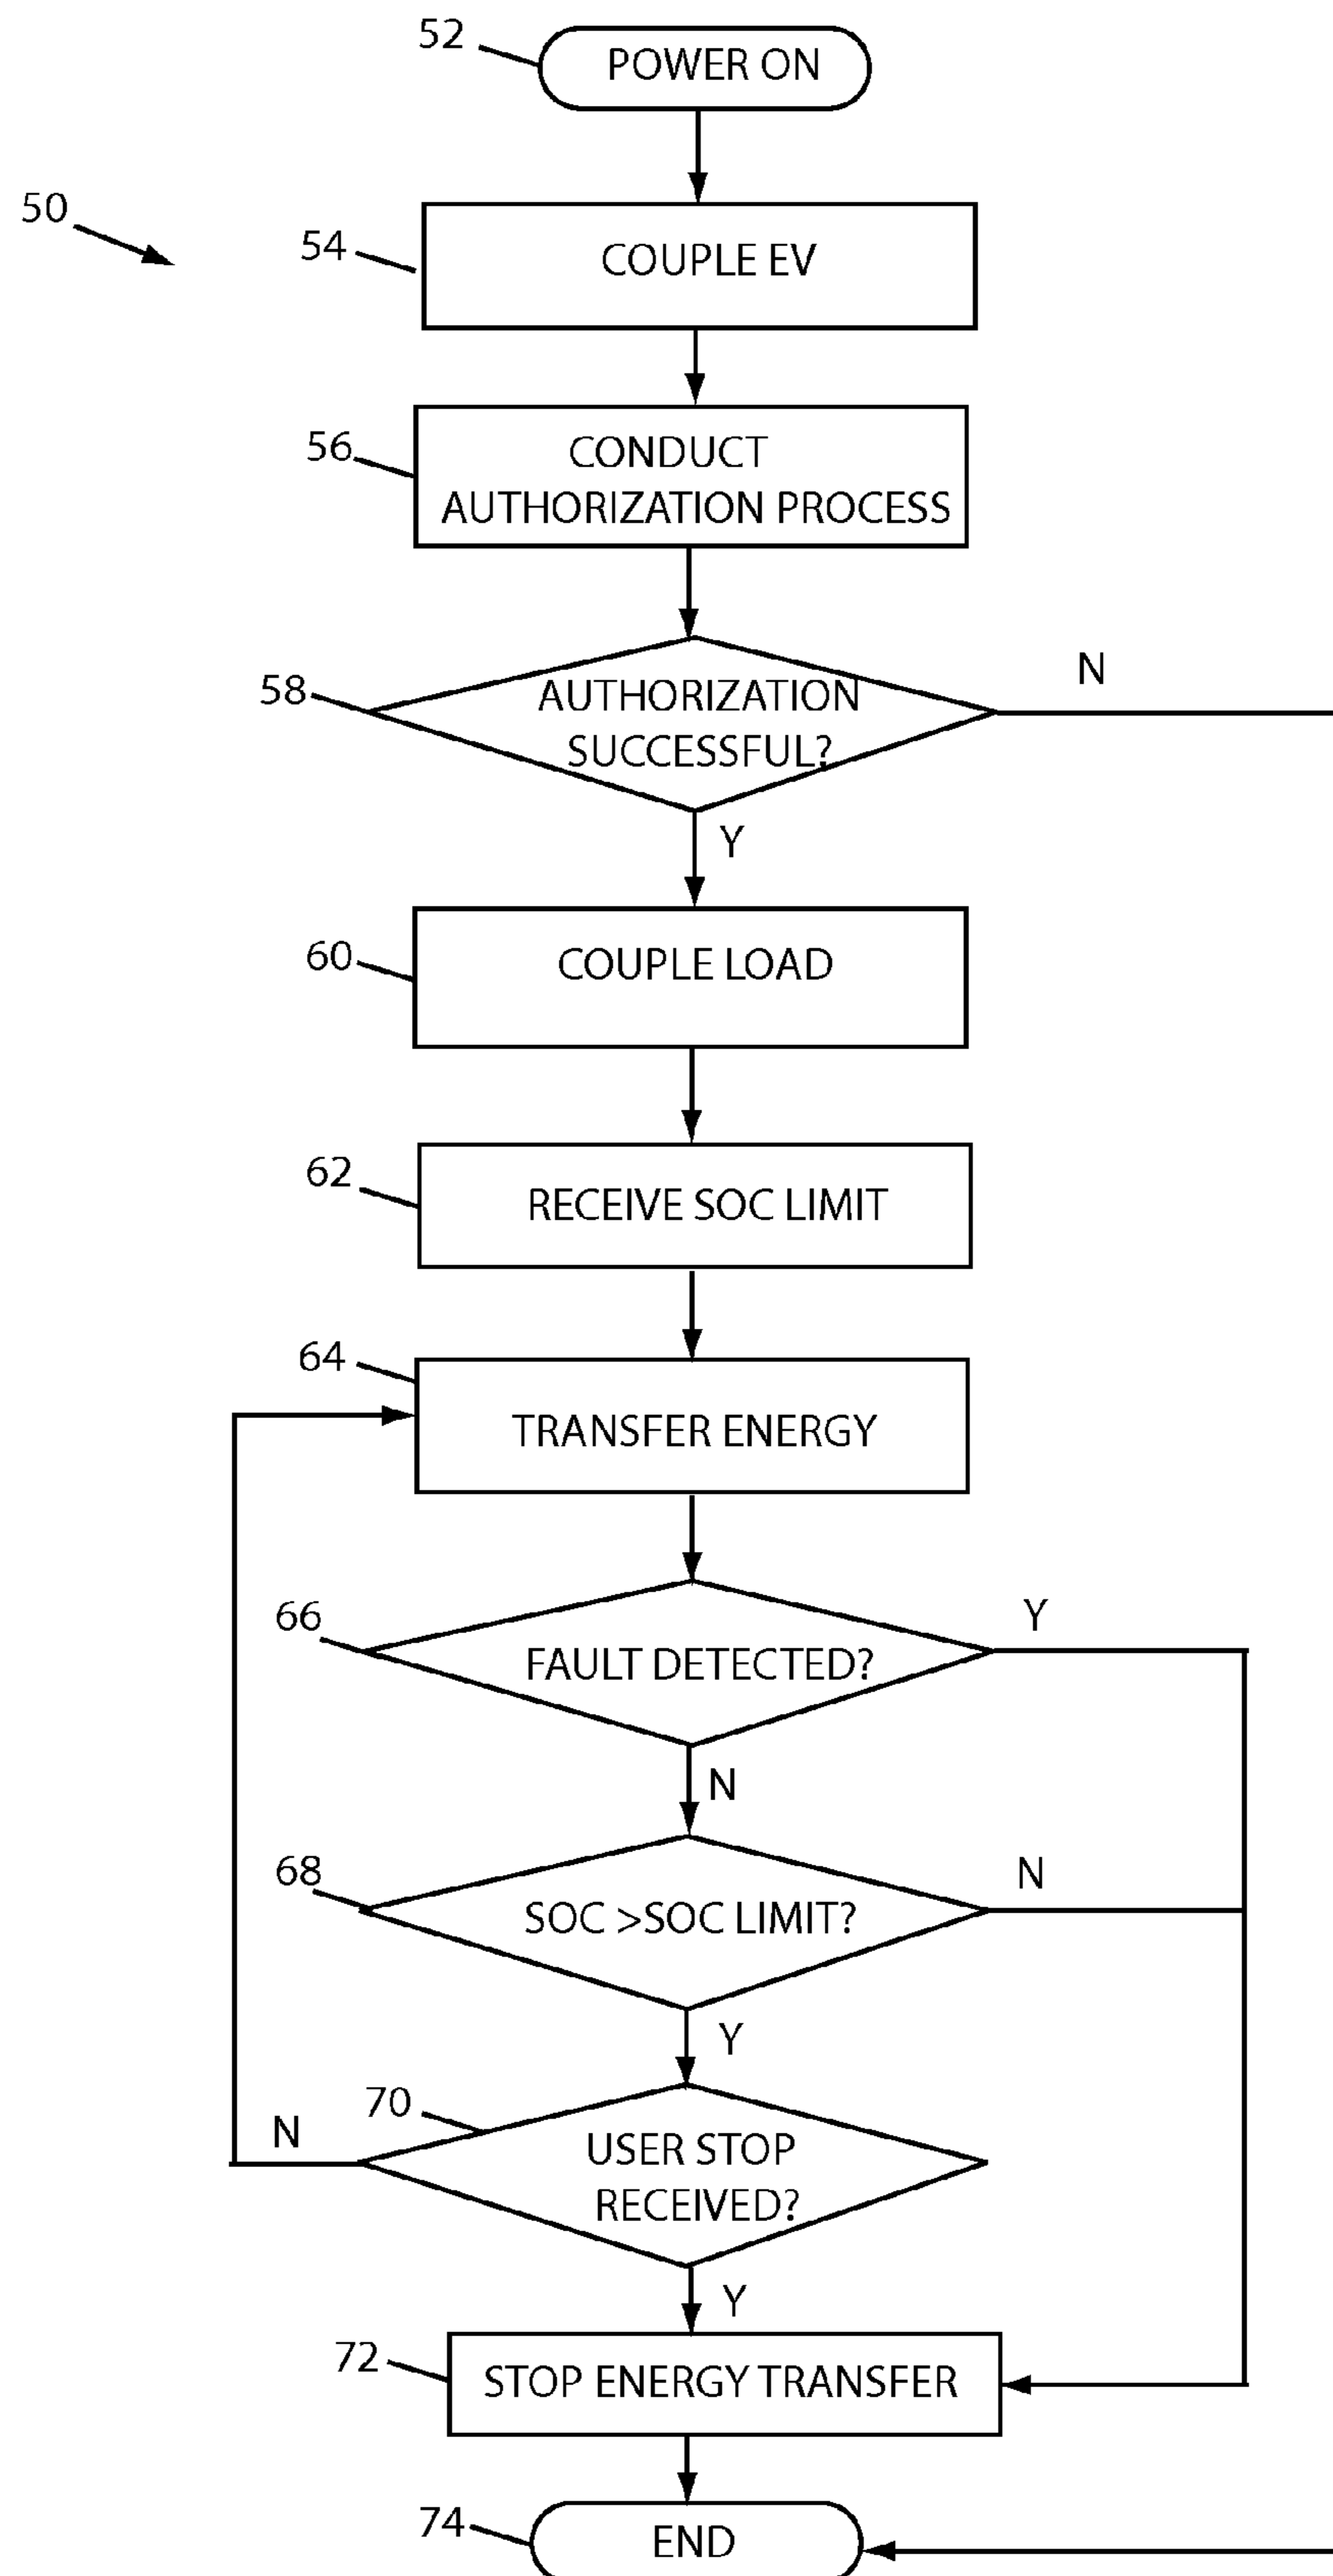 52
POWER ON
50
54
COUPLE EV
56
CONDUCT
AUTHORIZATION PROCESS
58
AUTHORIZATION
SUCCESSFUL?
N
Y
60
COUPLE LOAD
62
RECEIVE SOC LIMIT
64
TRANSFER ENERGY
66
FAULT DETECTED?
Y
N
68
SOC >SOC LIMIT?
N
Y
70
USER STOP
RECEIVED?
N
Y
72
STOP ENERGY TRANSFER
74
END